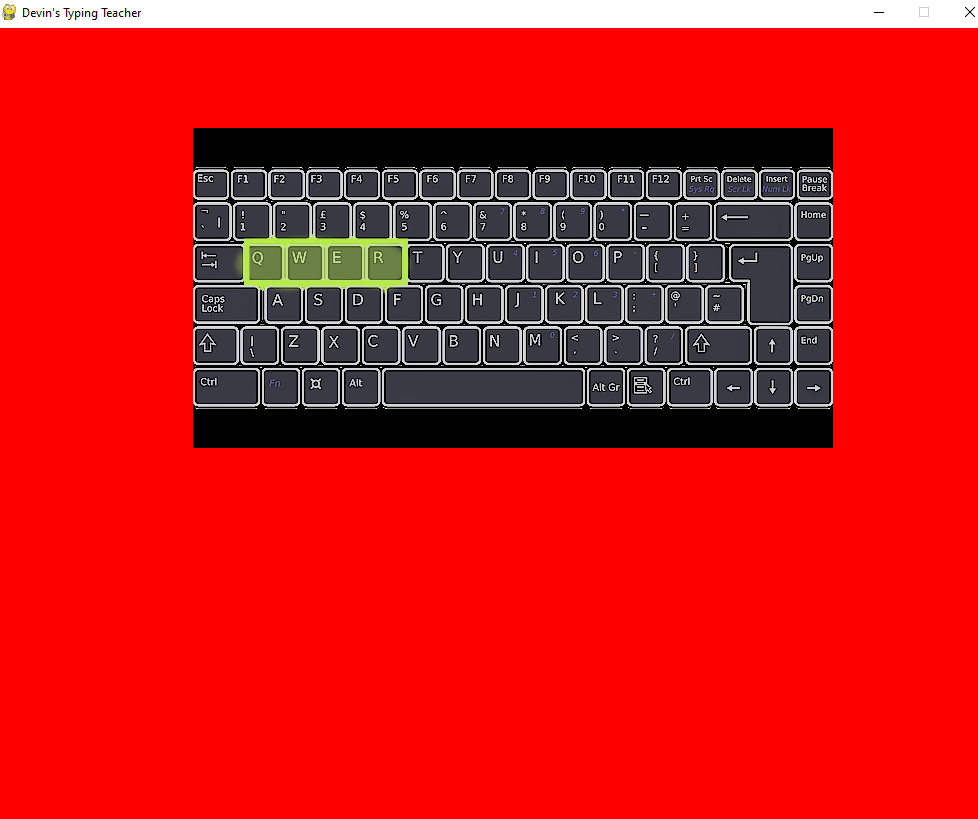 Devin's Typing Teacher
Esc F1 F2 F3 F4 F5 F6 F7 F8 F9 F10 F11 F12 Prt Sc Delete Insert Pause
Sys Rq Scr Lk Num Lk Break
¬ ! " £ $ % ^ & 7 * 8 ( 9 ) * — + Home
` | 1 2 3 4 5 6 7 8 9 0 - =
Q W E R T Y U 4 I 5 O 6 P - { } PgUp
[ ]
Caps A S D F G H J 1 K 2 L 3 : + @ ~ PgDn
Lock ; ' #
| Z X C V B N M 0 < > ? / End
\ , . /
Ctrl Fn ¤ Alt Alt Gr Ctrl